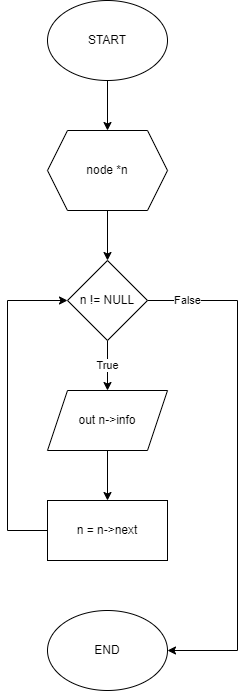 START
node *n
n != NULL
False
True
out n->info
n = n->next
END